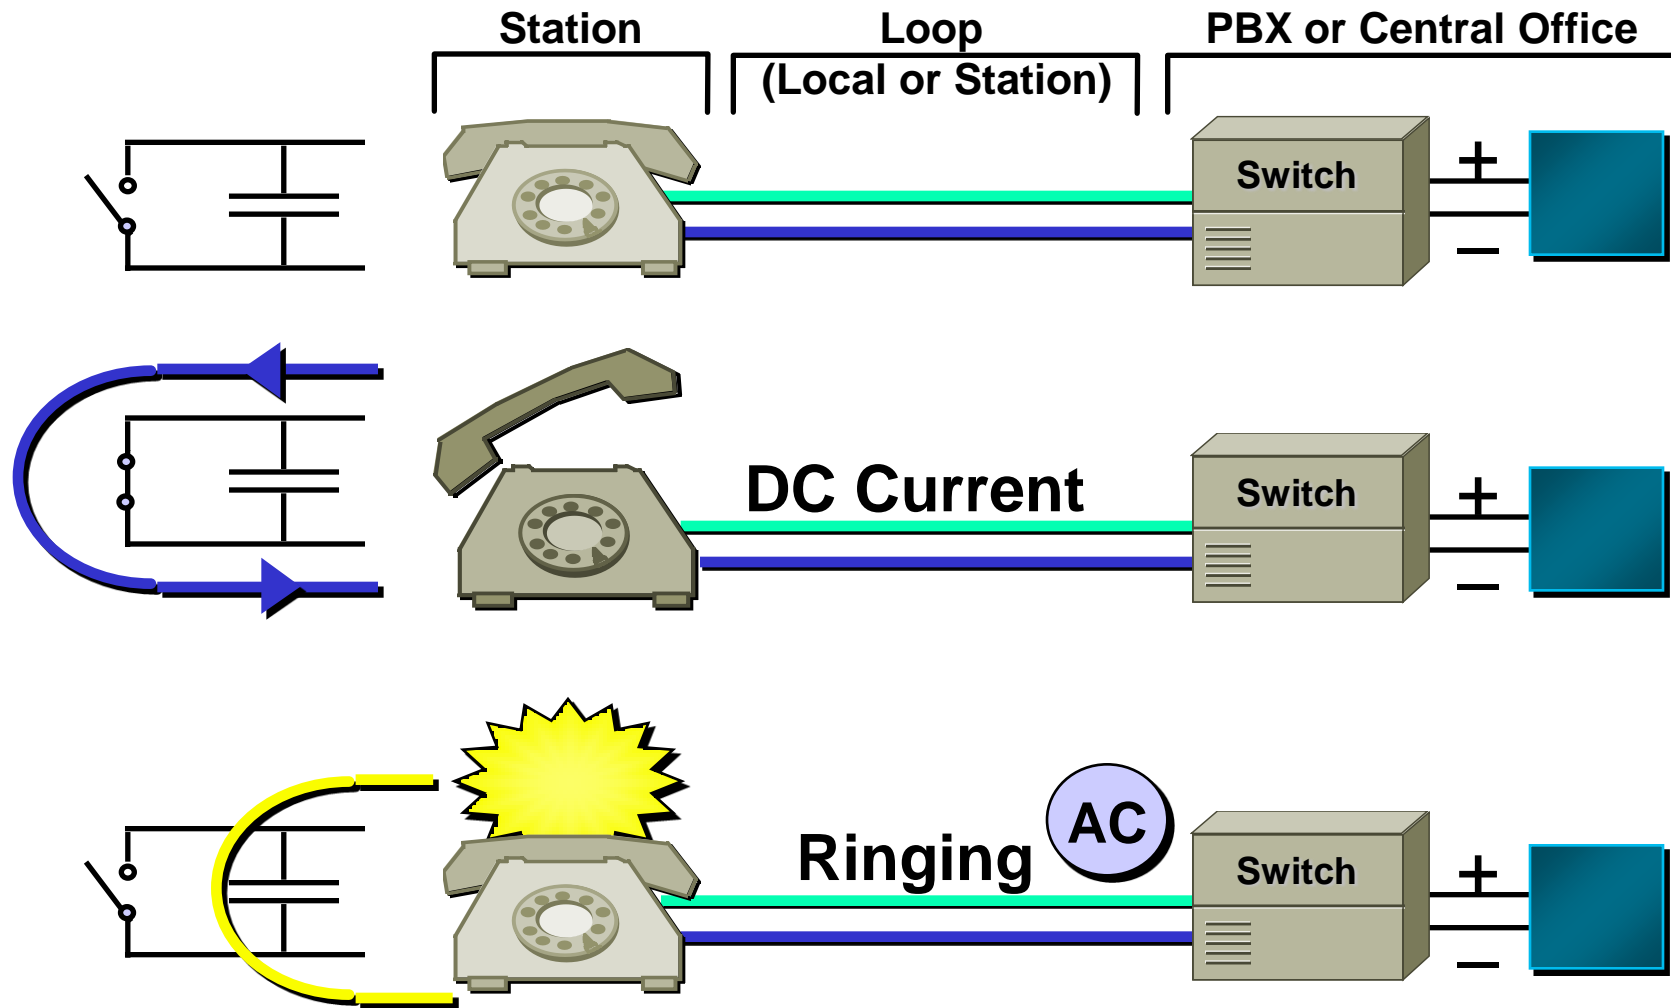 Station
Loop
(Local or Station)
PBX or Central Office
Switch
+
–
DC Current
Switch
+
–
Ringing
AC
Switch
+
–